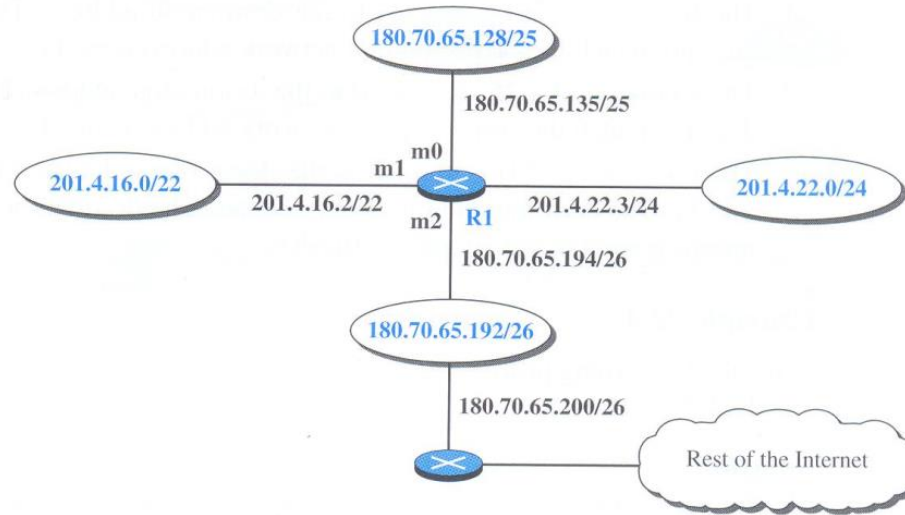 180.70.65.128/25
180.70.65.135/25
m0
m1
201.4.16.0/22
201.4.22.0/24
201.4.16.2/22
201.4.22.3/24
m2
R1
180.70.65.194/26
180.70.65.192/26
180.70.65.200/26
Rest of the Internet